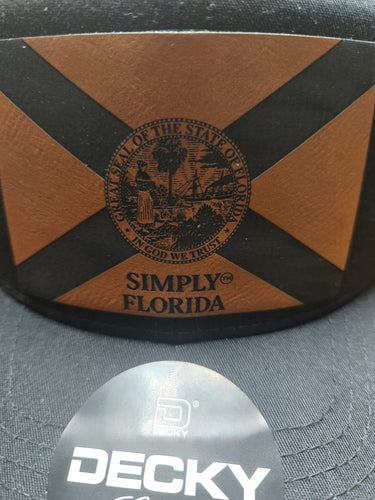 GREAT SEAL OF THE STATE OF FLORIDA
IN GOD WE TRUST
SIMPLY™
FLORIDA
D®
DECKY
DECKY